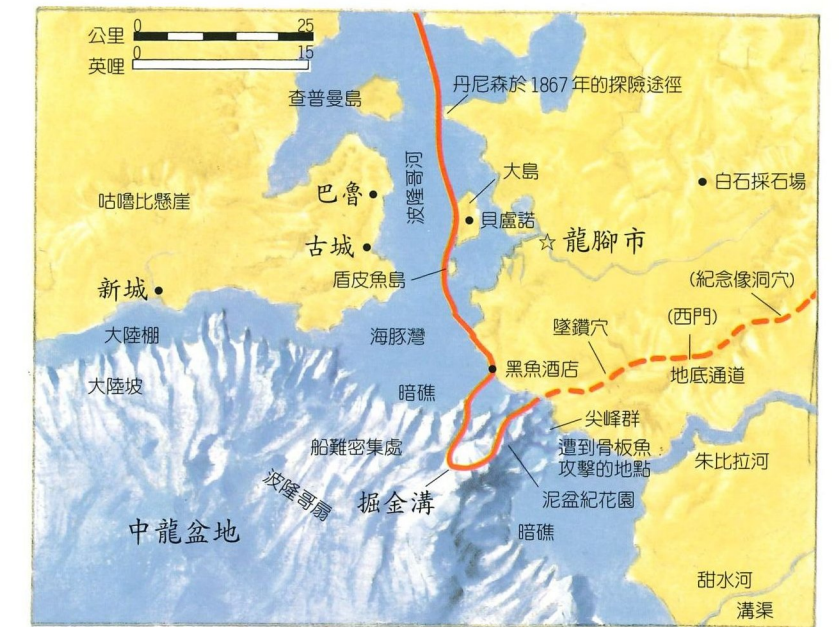 0 25
公里
0 15
英哩
丹尼森於1867年的探險途徑
查普曼島
波隆哥河
大島
白石採石場
咕嚕比懸崖
巴魯
貝盧諾
古城
☆龍腳市
盾皮魚島
(紀念像洞穴)
新城
大陸棚
海豚灣
墜鑽穴
(西門)
黑魚酒店
地底通道
大陸坡
暗礁
尖峰群
船難密集處
遭到骨板魚
攻擊的地點
朱比拉河
波隆哥扇
掘金溝
泥盆紀花園
中龍盆地
暗礁
甜水河
溝渠